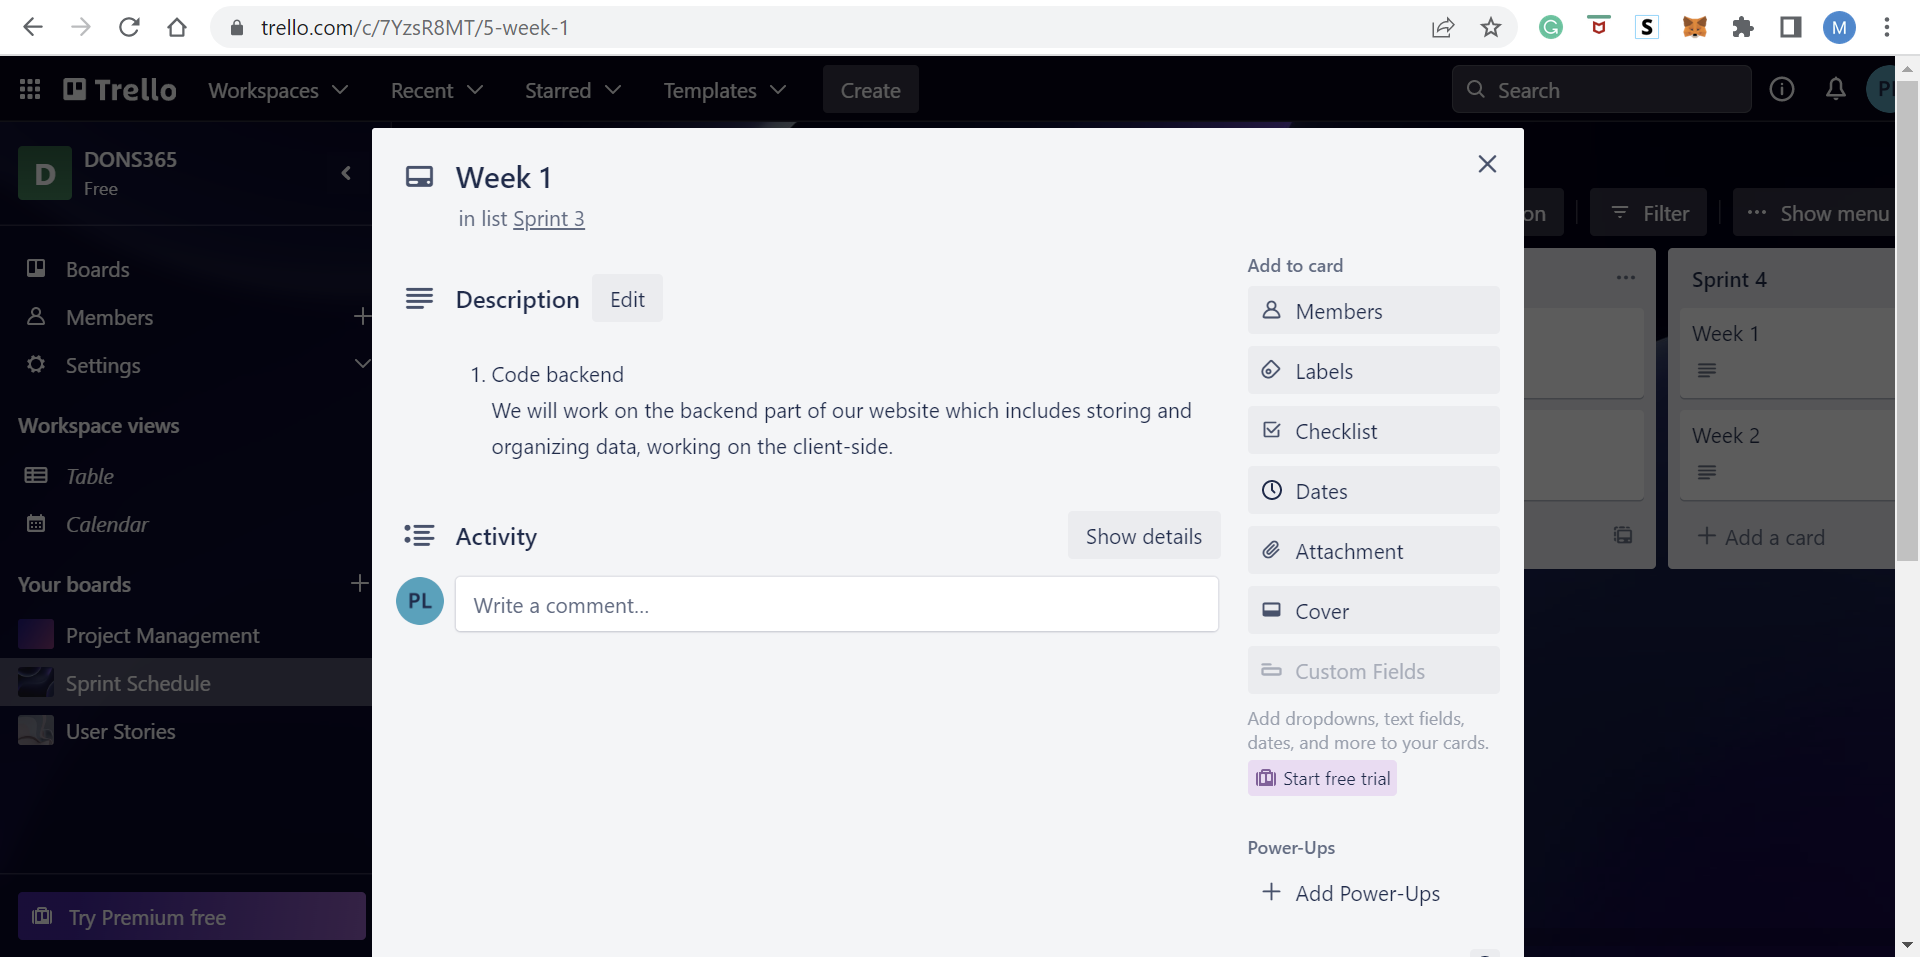 trello.com/c/7YzsR8MT/5-week-1
S
M
Trello
Workspaces
Recent
Starred
Templates
Create
Search
D
DONS365
Free
Boards
Members
Settings
Workspace views
Table
Calendar
Your boards
Project Management
Sprint Schedule
User Stories
Try Premium free
Week 1
in list Sprint 3
Description
Edit
1. Code backend
We will work on the backend part of our website which includes storing and
organizing data, working on the client-side.
Activity
Show details
PL
Write a comment…
Add to card
Members
Labels
Checklist
Dates
Attachment
Cover
Custom Fields
Add dropdowns, text fields,
dates, and more to your cards.
Start free trial
Power-Ups
Add Power-Ups
Filter
Show menu
Sprint 4
Week 1
Week 2
Add a card